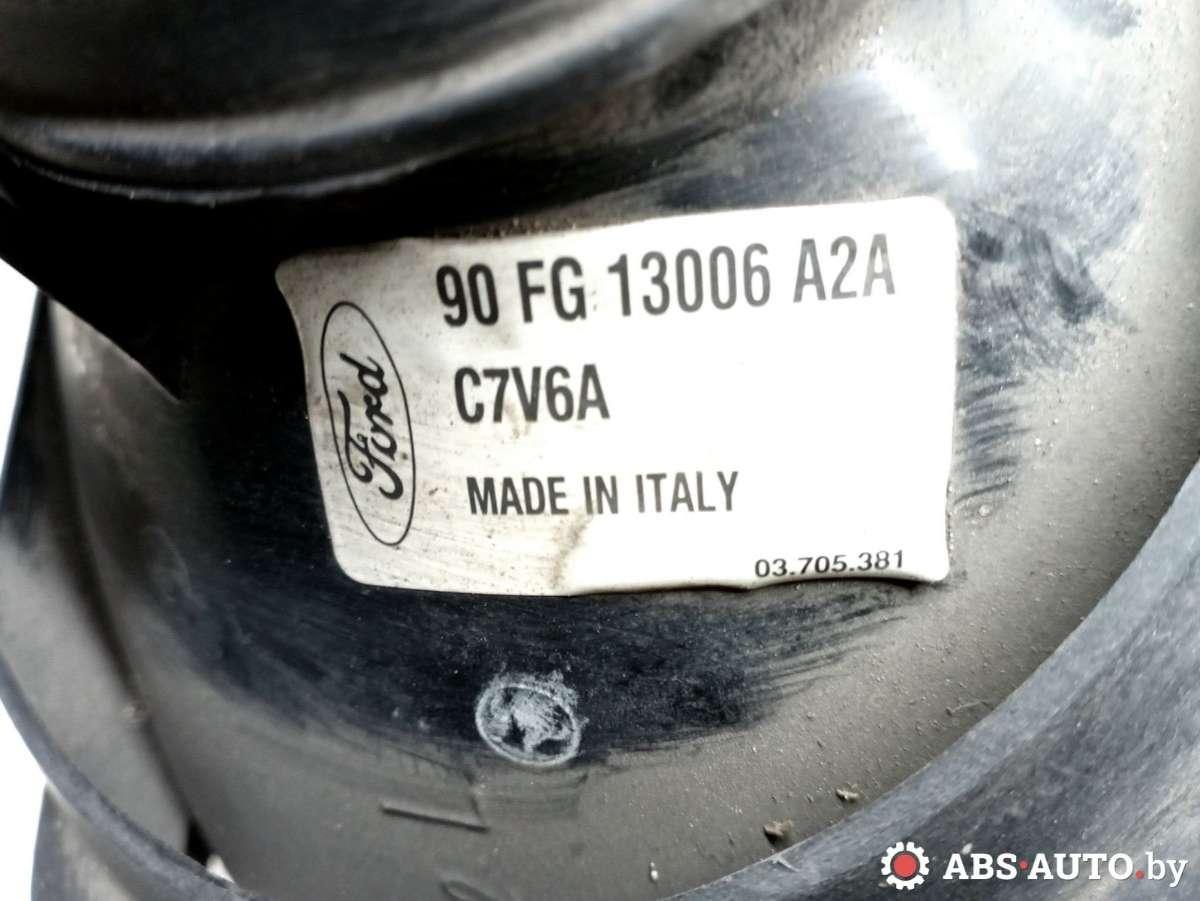 90 FG 13006 A2A
Ford
C7V6A
MADE IN ITALY
03.705.381
ABS·AUTO.by